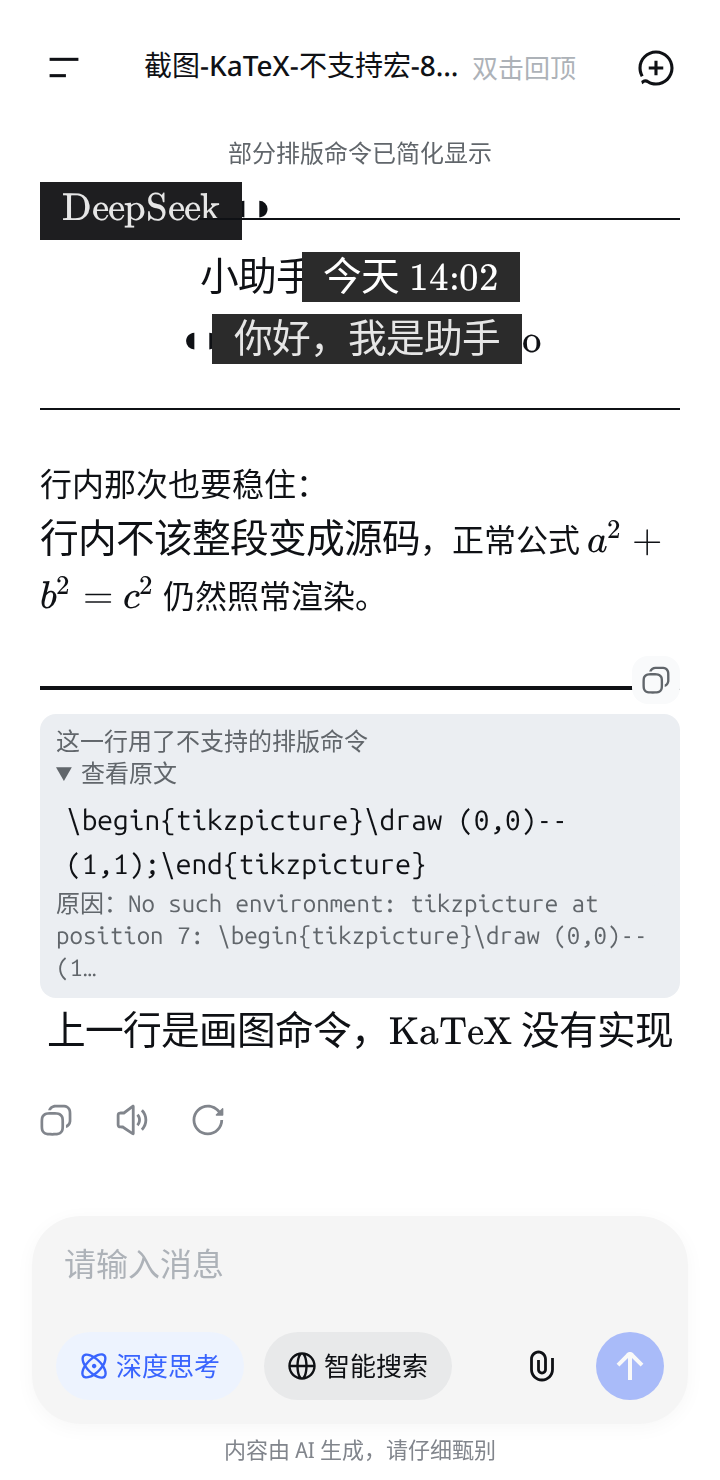 截图-KaTeX-不支持宏-8... 双击回顶
部分排版命令已简化显示
DeepSeek
小助手 今天 14:02
你好，我是助手 o
行内那次也要稳住：
行内不该整段变成源码，正常公式 a² +
b² = c² 仍然照常渲染。
这一行用了不支持的排版命令
▼ 查看原文
\begin{tikzpicture}\draw (0,0)--
(1,1);\end{tikzpicture}
原因：No such environment: tikzpicture at
position 7: \begin{tikzpicture}\draw (0,0)--
(1…
上一行是画图命令，KaTeX 没有实现
请输入消息
深度思考 智能搜索
内容由 AI 生成，请仔细甄别